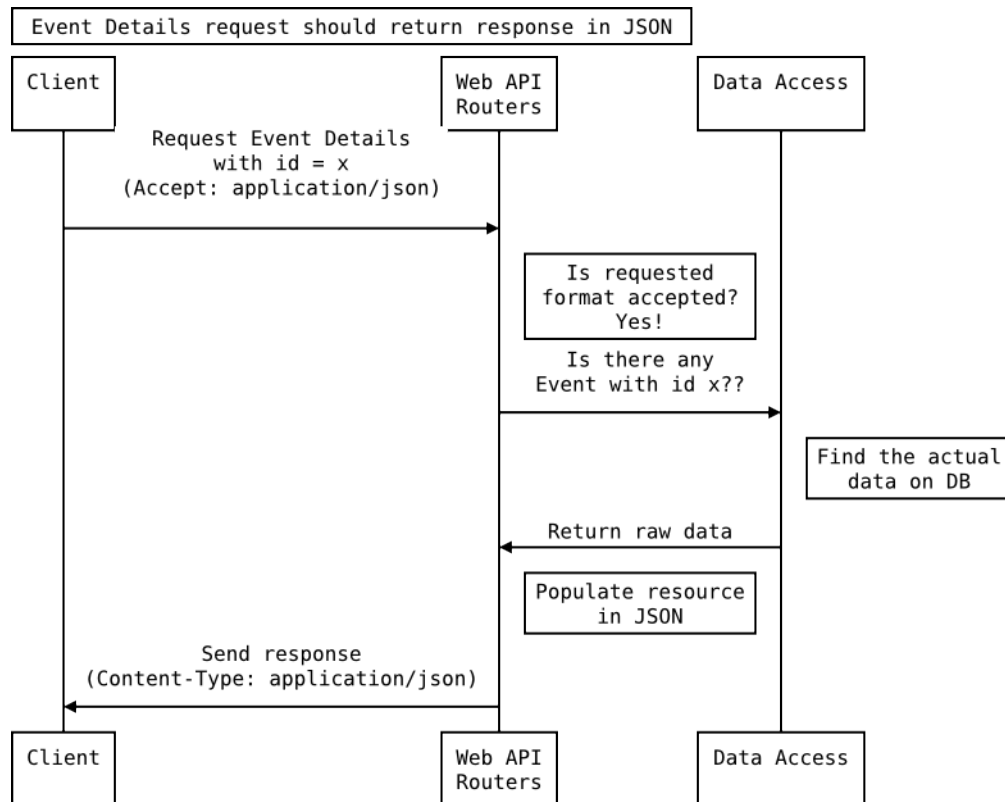 Event Details request should return response in JSON
Client
Web API
Routers
Data Access
Request Event Details
with id = x
(Accept: application/json)
Is requested
format accepted?
Yes!
Is there any
Event with id x??
Find the actual
data on DB
Return raw data
Populate resource
in JSON
Send response
(Content-Type: application/json)
Client
Web API
Routers
Data Access